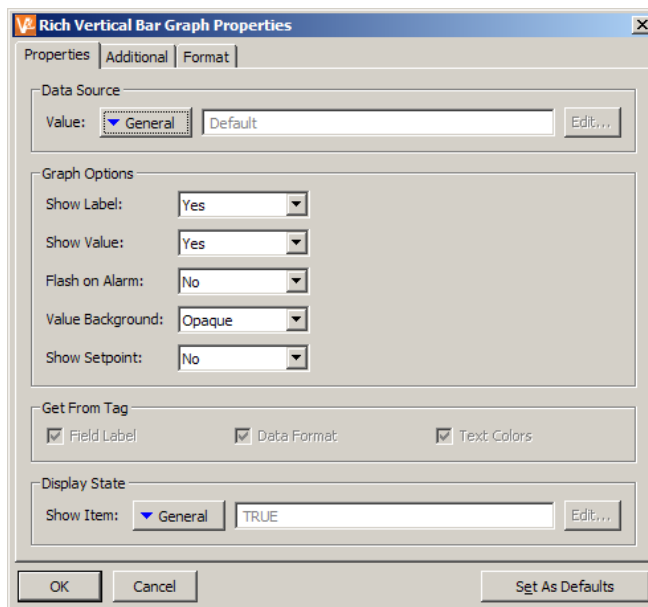 Rich Vertical Bar Graph Properties
Properties Additional Format
Data Source
Value: General Default Edit...
Graph Options
Show Label: Yes
Show Value: Yes
Flash on Alarm: No
Value Background: Opaque
Show Setpoint: No
Get From Tag
Field Label Data Format Text Colors
Display State
Show Item: General TRUE Edit...
OK Cancel Set As Defaults